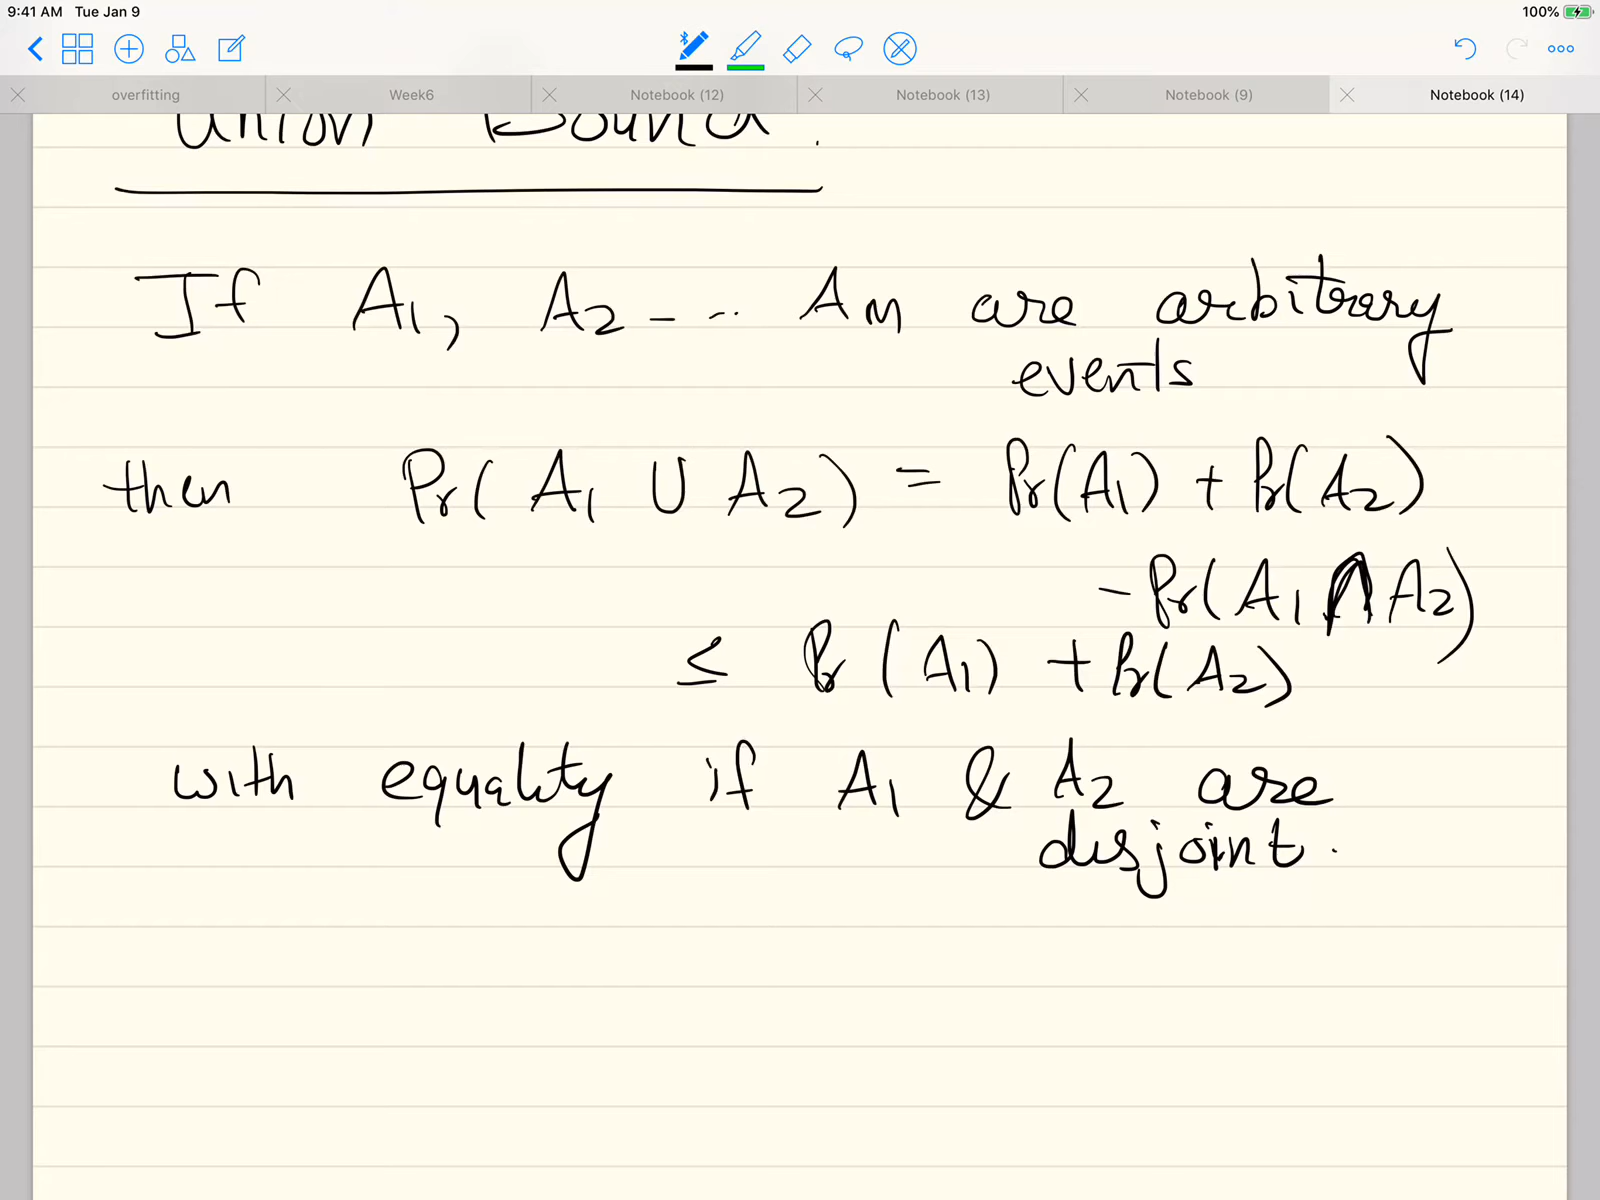 9:41 AM Tue Jan 9 100%
overfitting Week6 Notebook (12) Notebook (13) Notebook (9) Notebook (14)
Union Bound.
If A1, A2 - - .. AM are arbitrary
events
then Pr( A1 U A2) = Pr(A1) + Pr(A2)
- Pr( A1 ∩ A2)
≤ Pr (A1) + Pr( A2)
with equality if A1 & A2 are
disjoint.